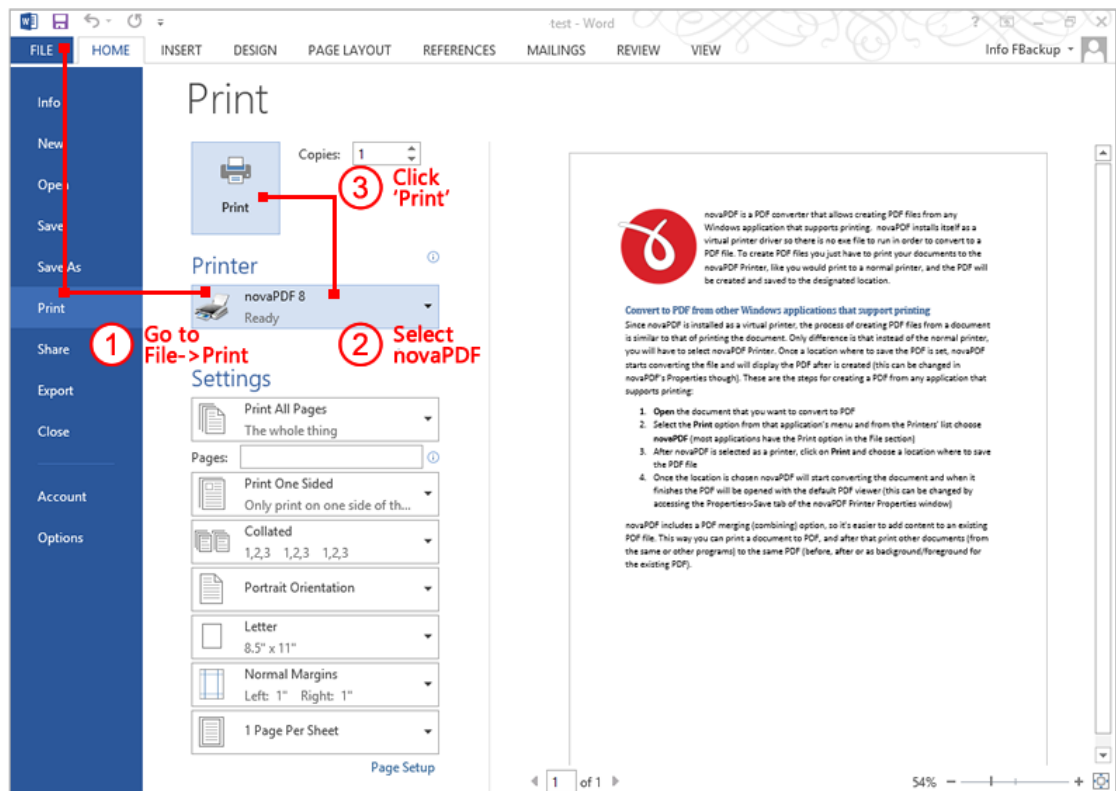 test - Word
?
FILE HOME INSERT DESIGN PAGE LAYOUT REFERENCES MAILINGS REVIEW VIEW Info FBackup
Info
New
Open
Save
Save As
Print
Share
Export
Close
Account
Options
Print
Print
Copies: 1
3 Click
'Print'
Printer
novaPDF 8
Ready
1 Go to
File->Print
2 Select
novaPDF
Settings
Print All Pages
The whole thing
Pages:
Print One Sided
Only print on one side of th...
Collated
1,2,3 1,2,3 1,2,3
Portrait Orientation
Letter
8.5" x 11"
Normal Margins
Left: 1" Right: 1"
1 Page Per Sheet
Page Setup
novaPDF is a PDF converter that allows creating PDF files from any
Windows application that supports printing. novaPDF installs itself as a
virtual printer driver so there is no exe file to run in order to convert to a
PDF file. To create PDF files you just have to print your documents to the
novaPDF Printer, like you would print to a normal printer, and the PDF will
be created and saved to the designated location.
Convert to PDF from other Windows applications that support printing
Since novaPDF is installed as a virtual printer, the process of creating PDF files from a document
is similar to that of printing the document. Only difference is that instead of the normal printer,
you will have to select novaPDF Printer. Once a location where to save the PDF is set, novaPDF
starts converting the file and will display the PDF after is created (this can be changed in
novaPDF's Properties though). These are the steps for creating a PDF from any application that
supports printing:
1. Open the document that you want to convert to PDF
2. Select the Print option from that application's menu and from the Printers' list choose
novaPDF (most applications have the Print option in the File section)
3. After novaPDF is selected as a printer, click on Print and choose a location where to save
the PDF file
4. Once the location is chosen novaPDF will start converting the document and when it
finishes the PDF will be opened with the default PDF viewer (this can be changed by
accessing the Properties->Save tab of the novaPDF Printer Properties window)
novaPDF includes a PDF merging (combining) option, so it's easier to add content to an existing
PDF file. This way you can print a document to PDF, and after that print other documents (from
the same or other programs) to the same PDF (before, after or as background/foreground for
the existing PDF).
1 of 1
54%